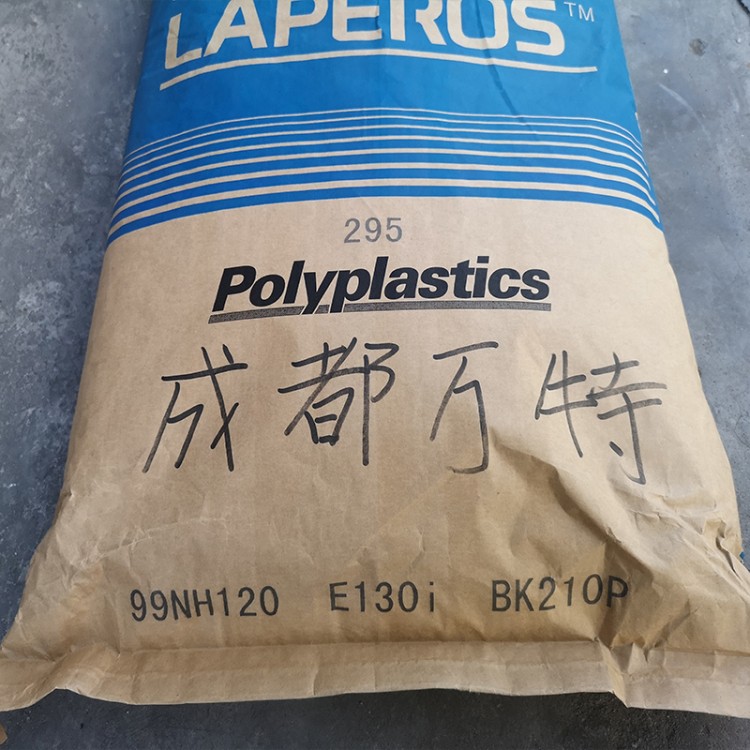 LAPEROS™
295
Polyplastics
成都万特
99NH120 E130i BK210P